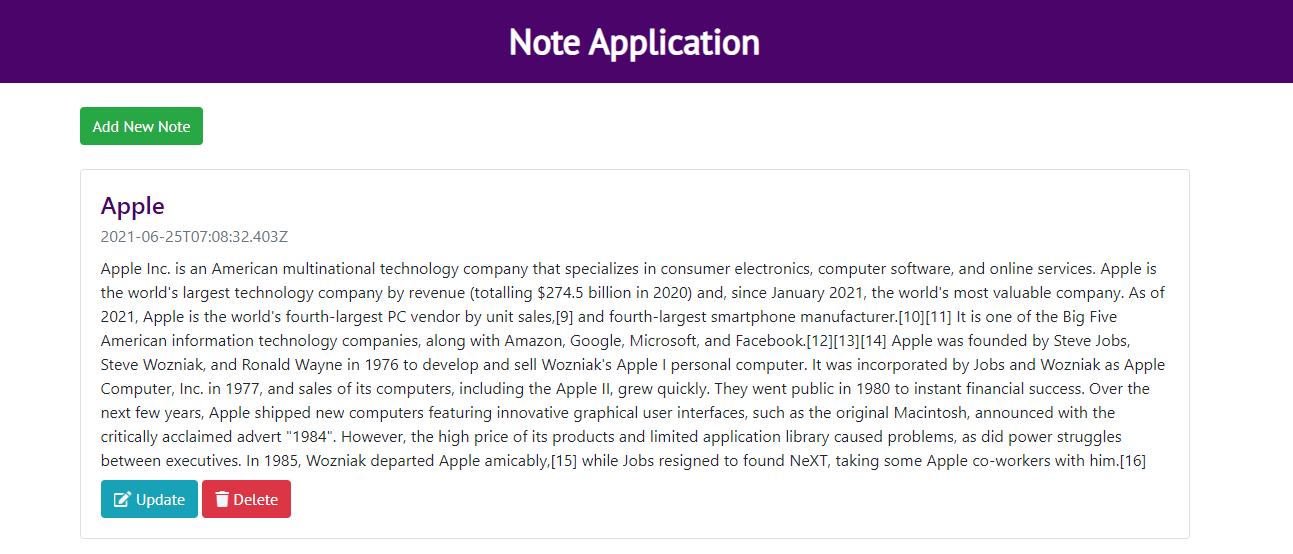 Note Application
Add New Note
Apple
2021-06-25T07:08:32.403Z
Apple Inc. is an American multinational technology company that specializes in consumer electronics, computer software, and online services. Apple is
the world's largest technology company by revenue (totalling $274.5 billion in 2020) and, since January 2021, the world's most valuable company. As of
2021, Apple is the world's fourth-largest PC vendor by unit sales,[9] and fourth-largest smartphone manufacturer.[10][11] It is one of the Big Five
American information technology companies, along with Amazon, Google, Microsoft, and Facebook.[12][13][14] Apple was founded by Steve Jobs,
Steve Wozniak, and Ronald Wayne in 1976 to develop and sell Wozniak's Apple I personal computer. It was incorporated by Jobs and Wozniak as Apple
Computer, Inc. in 1977, and sales of its computers, including the Apple II, grew quickly. They went public in 1980 to instant financial success. Over the
next few years, Apple shipped new computers featuring innovative graphical user interfaces, such as the original Macintosh, announced with the
critically acclaimed advert "1984". However, the high price of its products and limited application library caused problems, as did power struggles
between executives. In 1985, Wozniak departed Apple amicably,[15] while Jobs resigned to found NeXT, taking some Apple co-workers with him.[16]
Update Delete